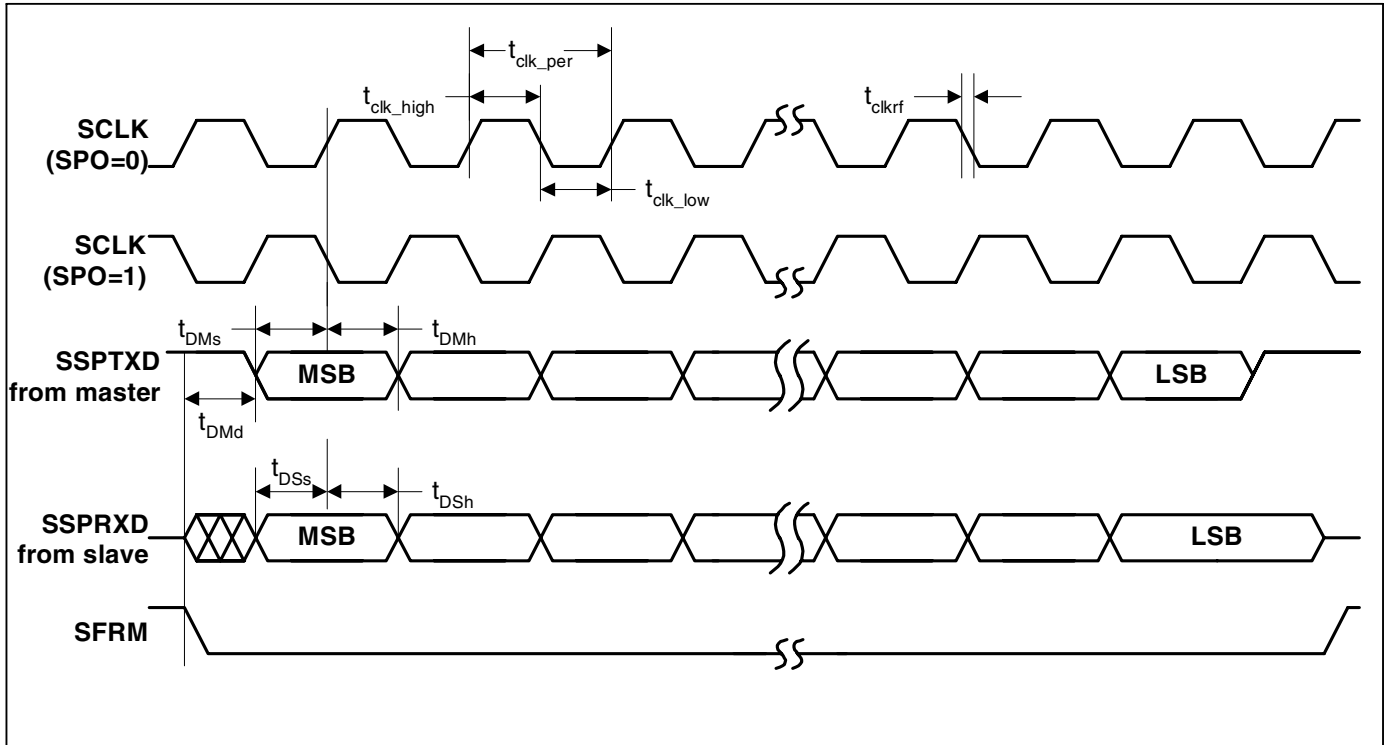 t_clk_per
t_clk_high
t_clkrf
SCLK
(SPO=0)
t_clk_low
SCLK
(SPO=1)
t_DMs
t_DMh
SSPTXD
from master
MSB
LSB
t_DMd
t_DSs
t_DSh
SSPRXD
from slave
MSB
LSB
SFRM